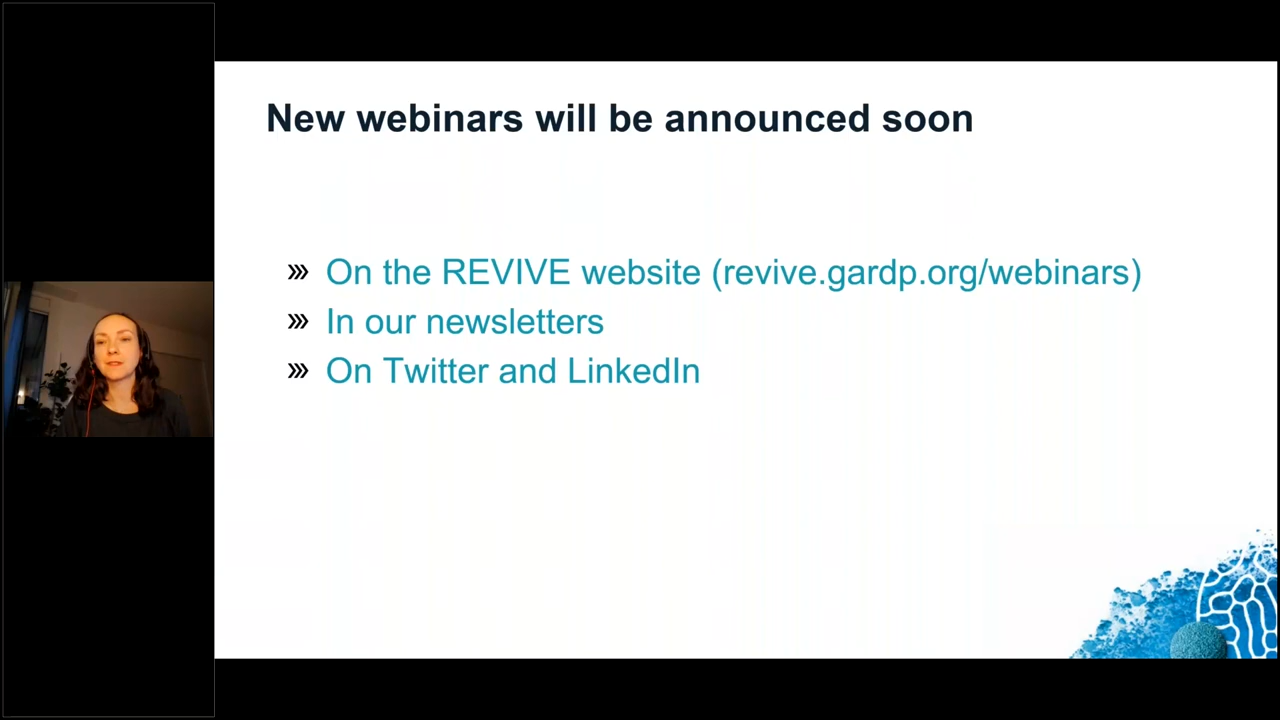 New webinars will be announced soon
On the REVIVE website (revive.gardp.org/webinars)
In our newsletters
On Twitter and LinkedIn